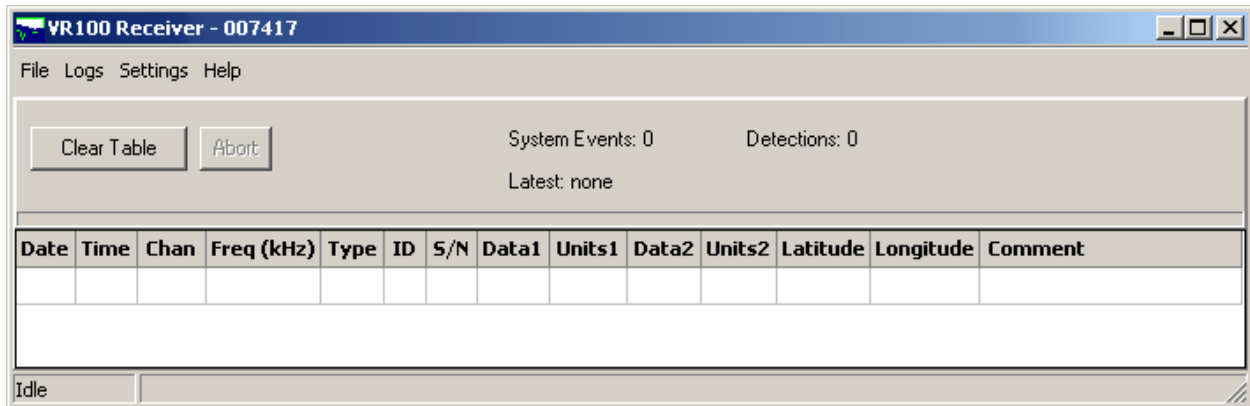 VR100 Receiver - 007417
File Logs Settings Help
Clear Table Abort System Events: 0 Detections: 0
Latest: none
Date Time Chan Freq (kHz) Type ID S/N Data1 Units1 Data2 Units2 Latitude Longitude Comment
Idle